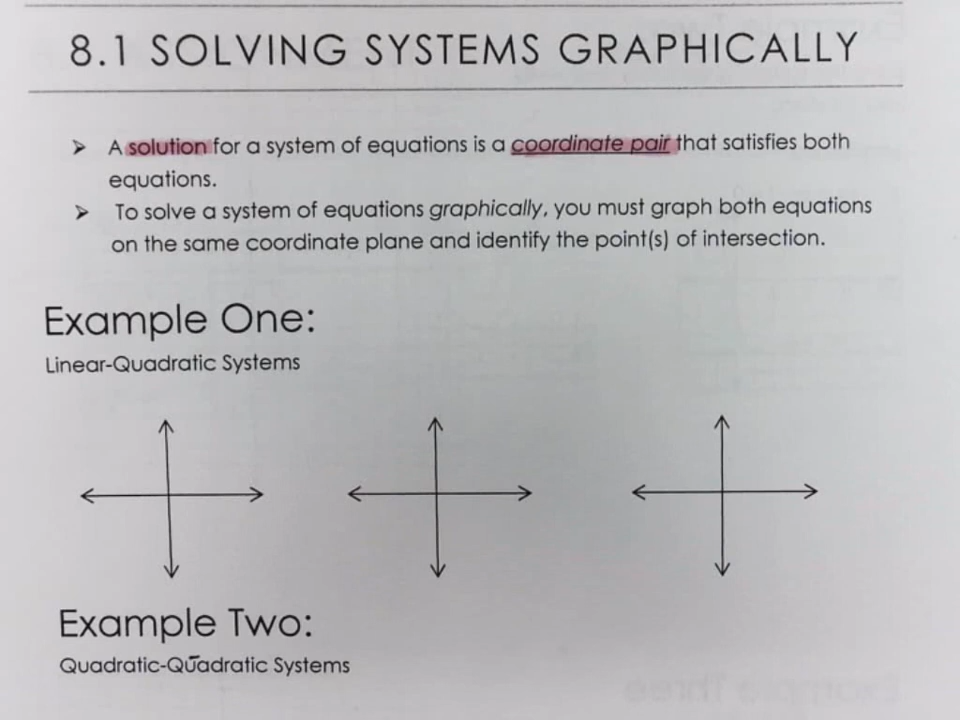 8.1 SOLVING SYSTEMS GRAPHICALLY
➢ A solution for a system of equations is a coordinate pair that satisfies both
equations.
➢ To solve a system of equations graphically, you must graph both equations
on the same coordinate plane and identify the point(s) of intersection.
Example One:
Linear-Quadratic Systems
Example Two:
Quadratic-Quadratic Systems